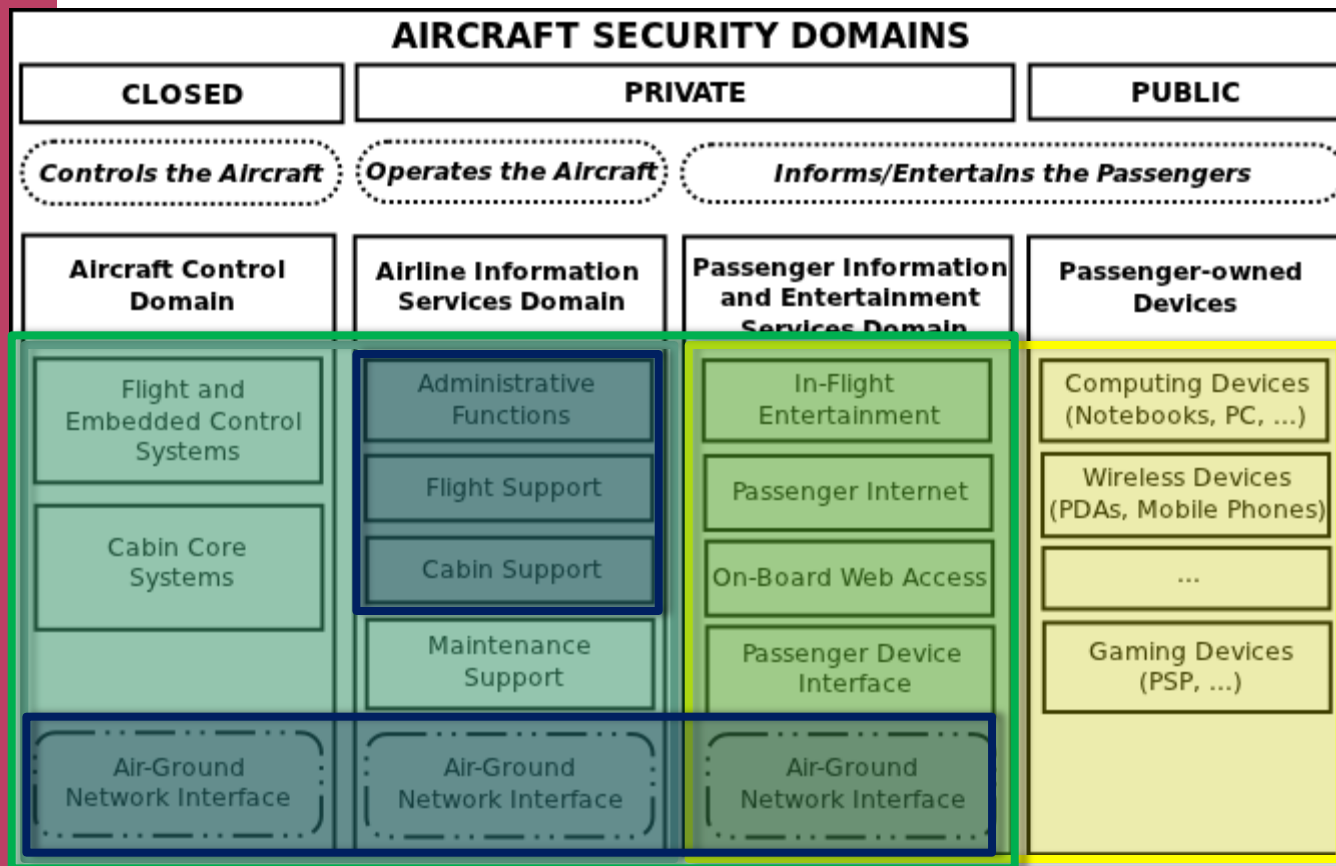 AIRCRAFT SECURITY DOMAINS
CLOSED
PRIVATE
PUBLIC
Controls the Aircraft
Operates the Aircraft
Informs/Entertains the Passengers
Aircraft Control
Domain
Airline Information
Services Domain
Passenger Information
and Entertainment
Services Domain
Passenger-owned
Devices
Flight and
Embedded Control
Systems
Cabin Core
Systems
Air-Ground
Network Interface
Administrative
Functions
Flight Support
Cabin Support
Maintenance
Support
Air-Ground
Network Interface
In-Flight
Entertainment
Passenger Internet
On-Board Web Access
Passenger Device
Interface
Air-Ground
Network Interface
Computing Devices
(Notebooks, PC, ...)
Wireless Devices
(PDAs, Mobile Phones)
...
Gaming Devices
(PSP, ...)